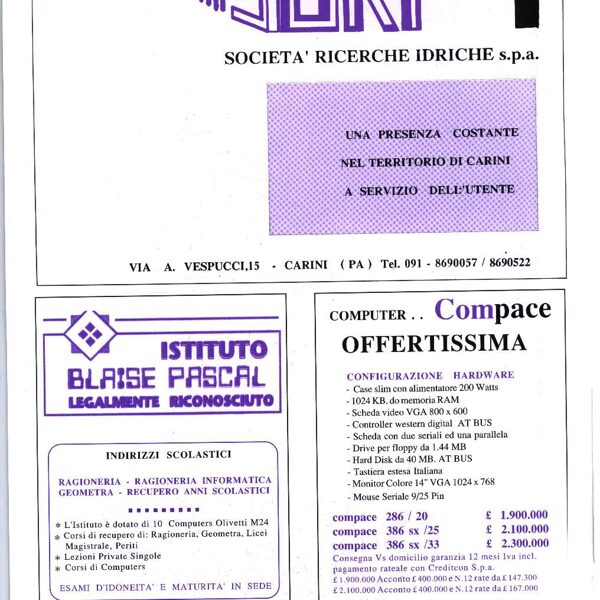 SOCIETA' RICERCHE IDRICHE s.p.a.
UNA PRESENZA COSTANTE
NEL TERRITORIO DI CARINI
A SERVIZIO DELL'UTENTE
VIA A. VESPUCCI,15 - CARINI ( PA ) Tel. 091 - 8690057 / 8690522
ISTITUTO
BLAISE PASCAL
LEGALMENTE RICONOSCIUTO
INDIRIZZI SCOLASTICI
RAGIONERIA - RAGIONERIA INFORMATICA
GEOMETRA - RECUPERO ANNI SCOLASTICI
* L'Istituto è dotato di 10 Computers Olivetti M24
* Corsi di recupero di: Ragioneria, Geometra, Licei
Magistrale, Periti
* Lezioni Private Singole
* Corsi di Computers
ESAMI D'IDONEITA' E MATURITA' IN SEDE
COMPUTER . . Compace
OFFERTISSIMA
CONFIGURAZIONE HARDWARE
- Case slim con alimentatore 200 Watts
- 1024 KB. do memoria RAM
- Scheda video VGA 800 x 600
- Controller western digital AT BUS
- Scheda con due seriali ed una parallela
- Drive per floppy da 1.44 MB
- Hard Disk da 40 MB. AT BUS
- Tastiera estesa Italiana
- Monitor Colore 14" VGA 1024 x 768
- Mouse Seriale 9/25 Pin
compace 286 / 20 £ 1.900.000
compace 386 sx /25 £ 2.100.000
compace 386 sx /33 £ 2.300.000
Consegna Vs domicilio garanzia 12 mesi Iva incl.
pagamento rateale con Creditcon S.p.a.
£ 1.900.000 Acconto £ 400.000 e N.12 rate da £ 147.300
£ 2.100.000 Acconto £ 400.000 e N.12 rate da £ 167.100